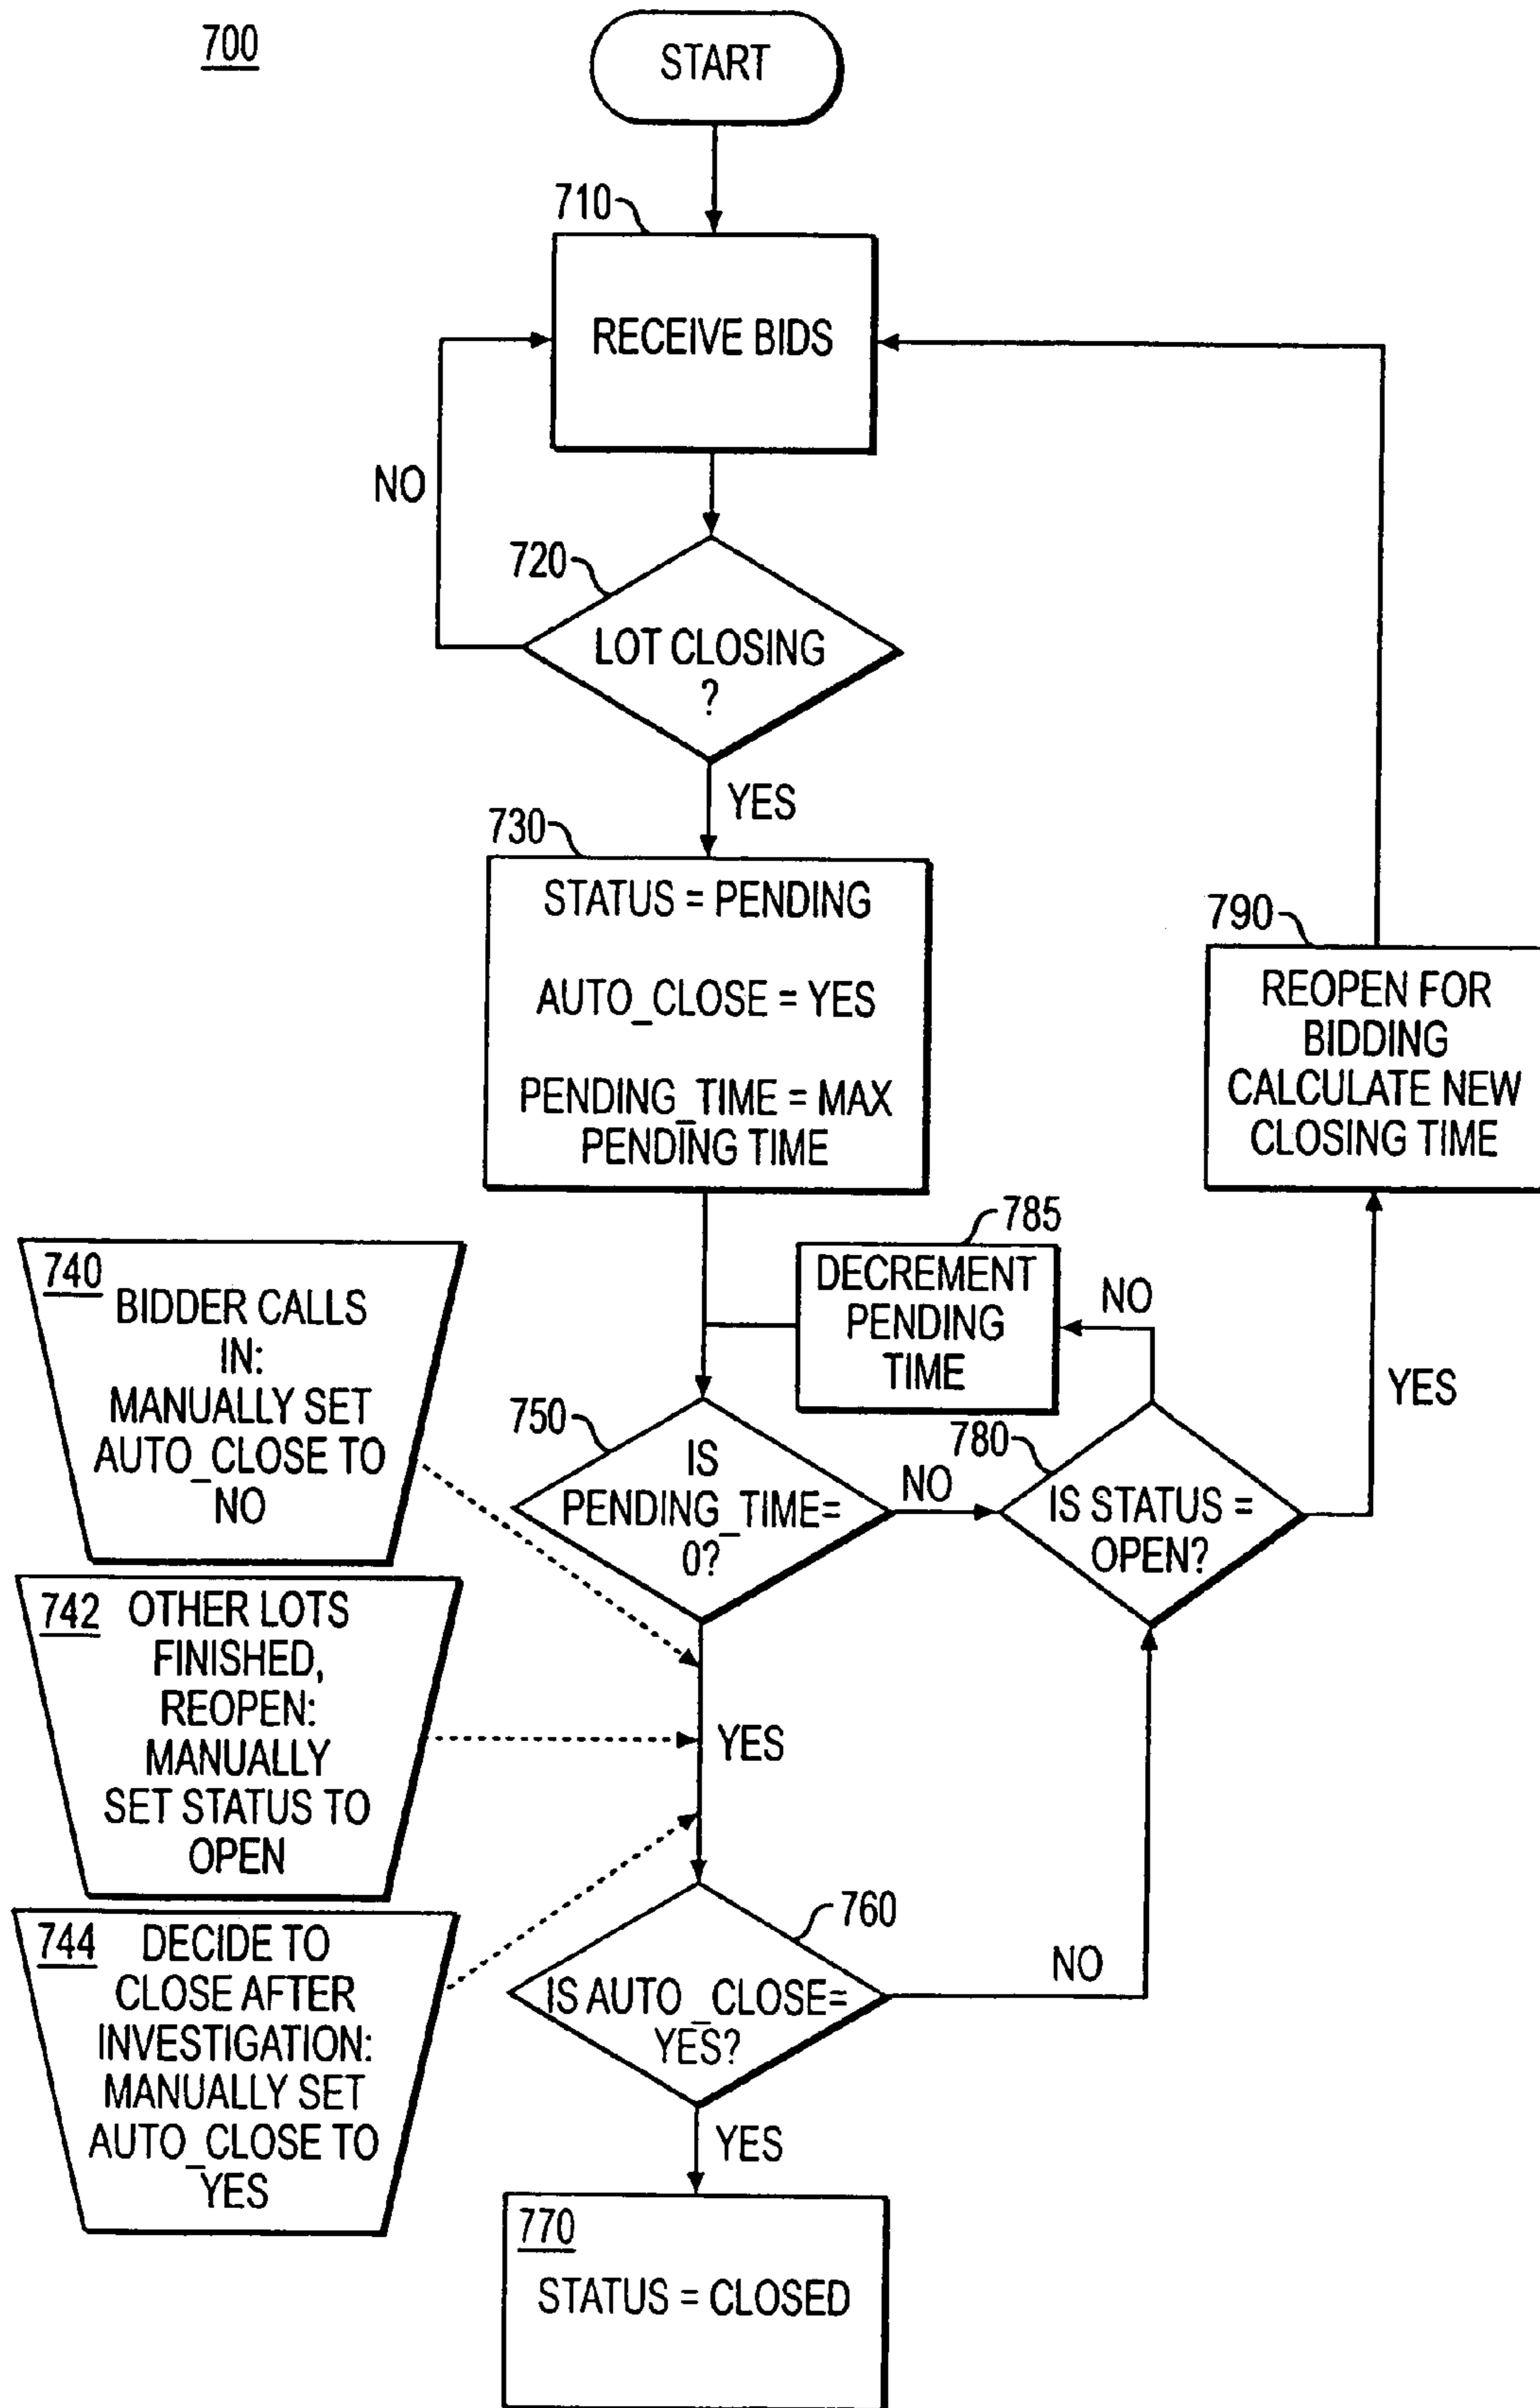 700
START
710
RECEIVE BIDS
NO
720
LOT CLOSING
?
YES
730
STATUS = PENDING
AUTO_CLOSE = YES
PENDING_TIME = MAX
PENDING TIME
790
REOPEN FOR
BIDDING
CALCULATE NEW
CLOSING TIME
785
DECREMENT
PENDING
TIME
NO
YES
740
BIDDER CALLS
IN:
MANUALLY SET
AUTO_CLOSE TO
NO
750
IS
PENDING_TIME=
0?
NO
780
IS STATUS =
OPEN?
742 OTHER LOTS
FINISHED,
REOPEN:
MANUALLY
SET STATUS TO
OPEN
YES
744 DECIDE TO
CLOSE AFTER
INVESTIGATION:
MANUALLY SET
AUTO_CLOSE TO
YES
760
IS AUTO_CLOSE=
YES?
NO
YES
770
STATUS = CLOSED